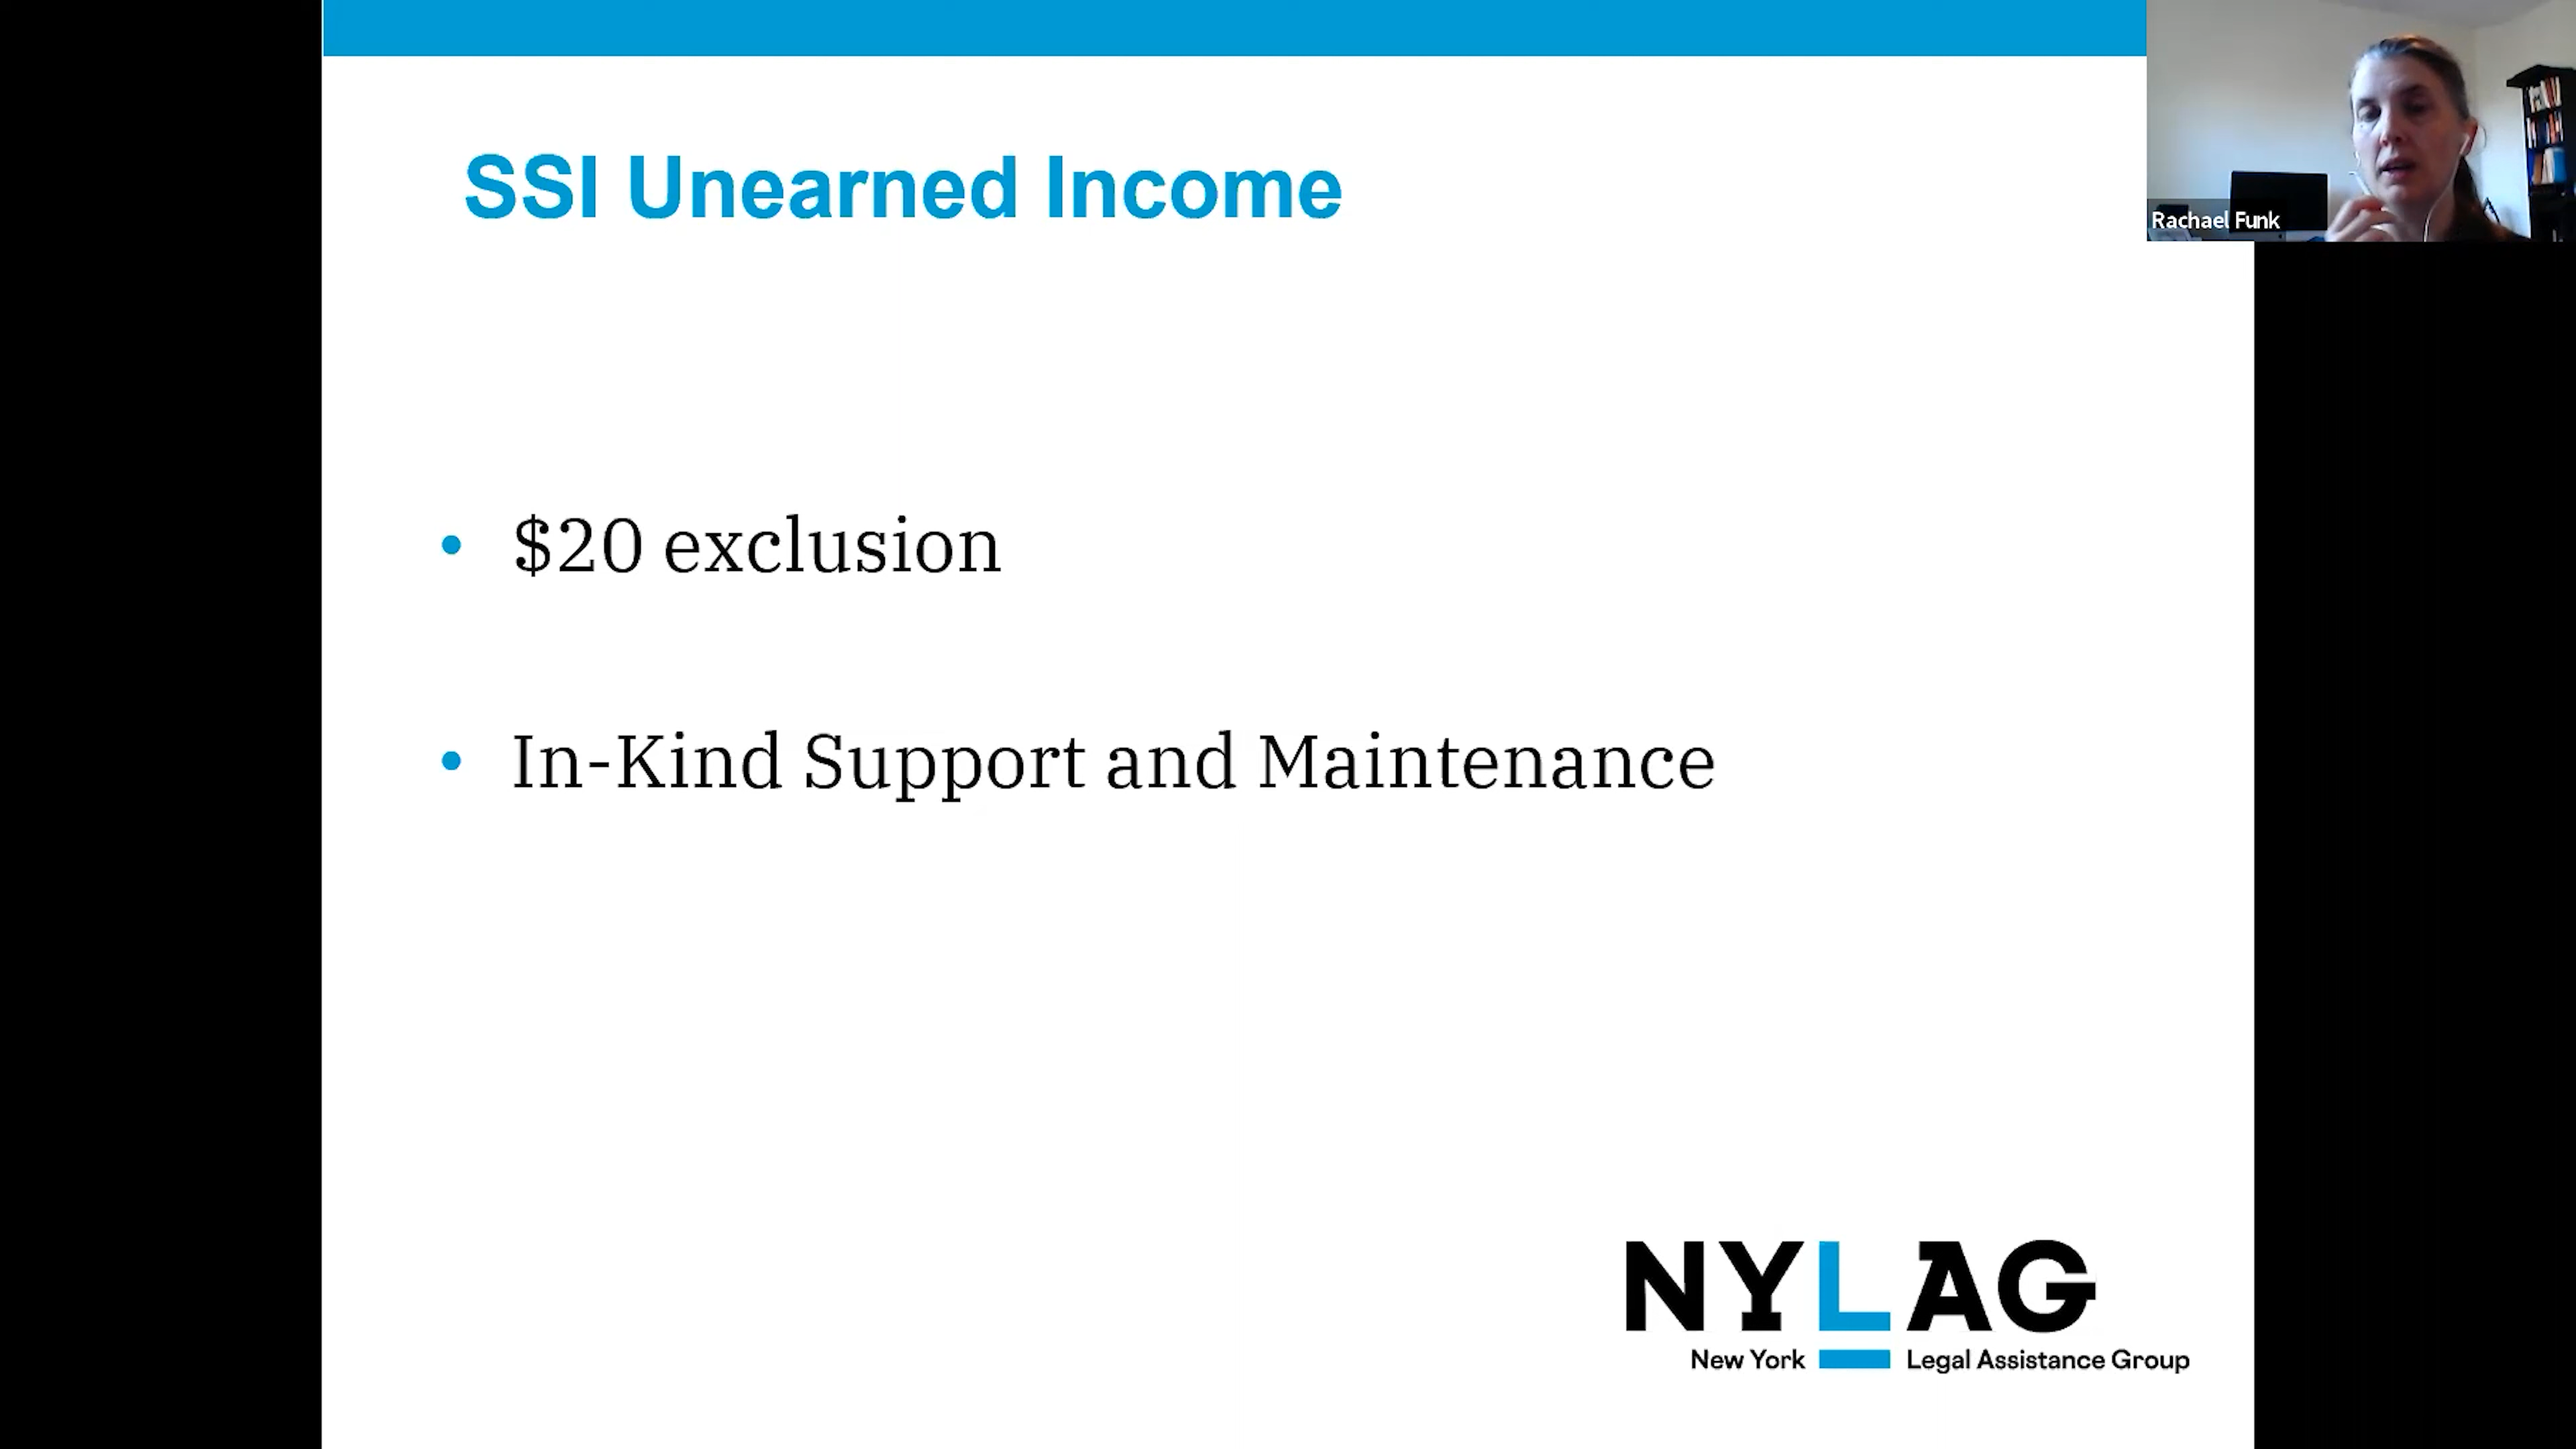 SSI Unearned Income
Rachael Funk
• $20 exclusion
• In-Kind Support and Maintenance
NYLAG
New York Legal Assistance Group